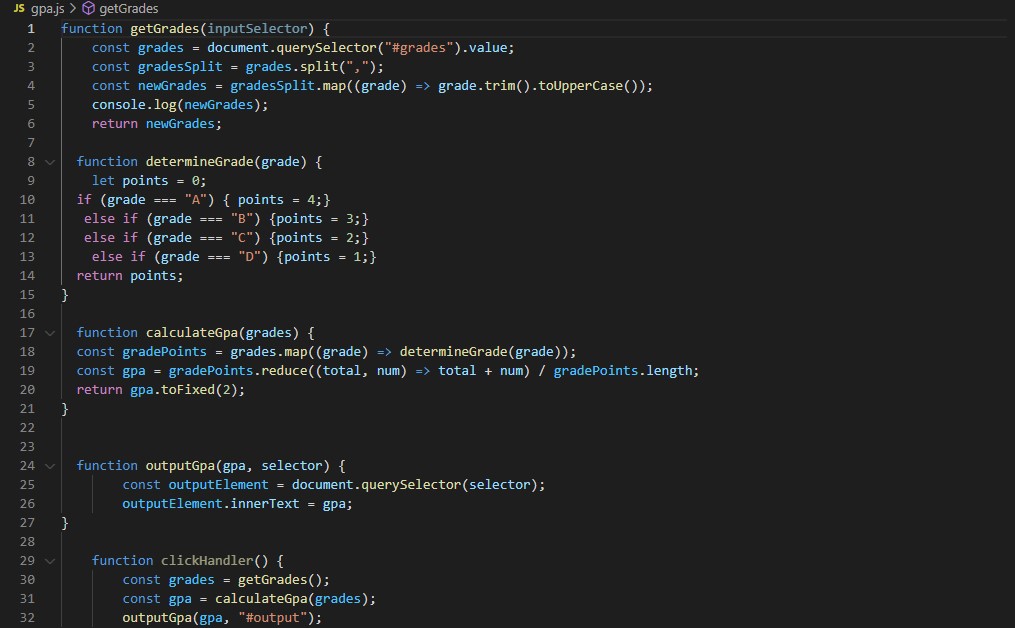 JS gpa.js > getGrades
1 function getGrades(inputSelector) {
2 const grades = document.querySelector("#grades").value;
3 const gradesSplit = grades.split(",");
4 const newGrades = gradesSplit.map((grade) => grade.trim().toUpperCase());
5 console.log(newGrades);
6 return newGrades;
7
8 function determineGrade(grade) {
9 let points = 0;
10 if (grade === "A") { points = 4;}
11 else if (grade === "B") {points = 3;}
12 else if (grade === "C") {points = 2;}
13 else if (grade === "D") {points = 1;}
14 return points;
15 }
16
17 function calculateGpa(grades) {
18 const gradePoints = grades.map((grade) => determineGrade(grade));
19 const gpa = gradePoints.reduce((total, num) => total + num) / gradePoints.length;
20 return gpa.toFixed(2);
21 }
22
23
24 function outputGpa(gpa, selector) {
25 const outputElement = document.querySelector(selector);
26 outputElement.innerText = gpa;
27 }
28
29 function clickHandler() {
30 const grades = getGrades();
31 const gpa = calculateGpa(grades);
32 outputGpa(gpa, "#output");